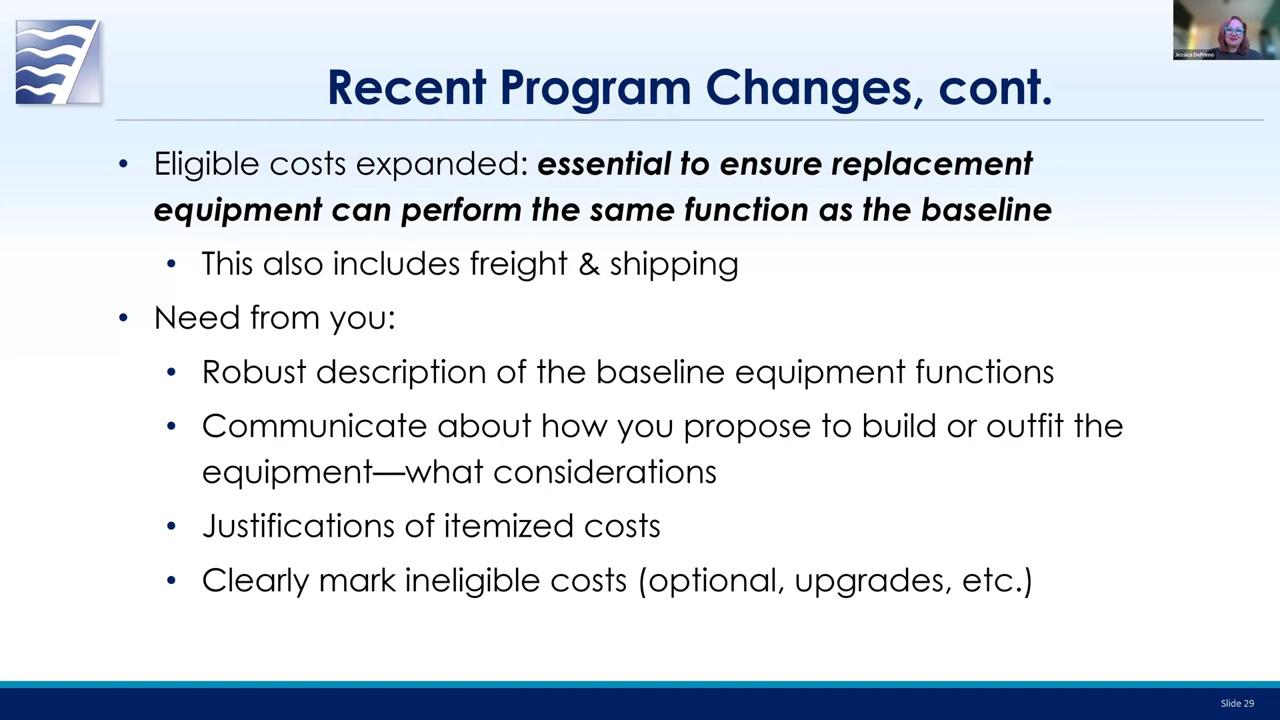 Recent Program Changes, cont.
Jessica DePrimo
• Eligible costs expanded: essential to ensure replacement
equipment can perform the same function as the baseline
• This also includes freight & shipping
• Need from you:
• Robust description of the baseline equipment functions
• Communicate about how you propose to build or outfit the
equipment—what considerations
• Justifications of itemized costs
• Clearly mark ineligible costs (optional, upgrades, etc.)
Slide 29